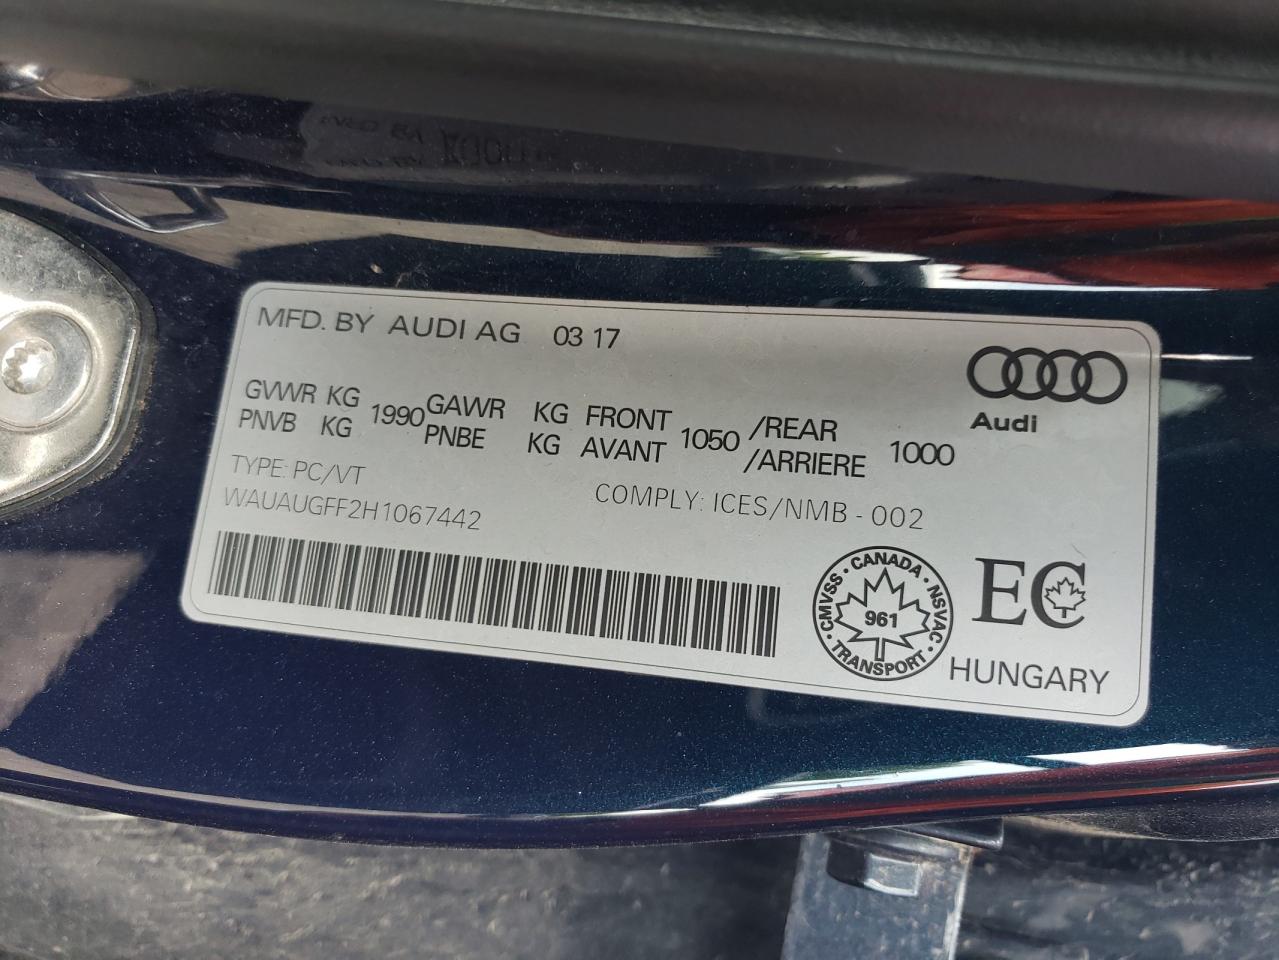 MFD. BY AUDI AG 03 17
Audi
GVWR KG 1990 GAWR KG FRONT 1050 /REAR 1000
PNVB KG PNBE KG AVANT /ARRIERE
TYPE: PC/VT
COMPLY: ICES/NMB - 002
WAUAUGFF2H1067442
CMVSS · CANADA · NSVAC · TRANSPORT ·
961
EC
HUNGARY